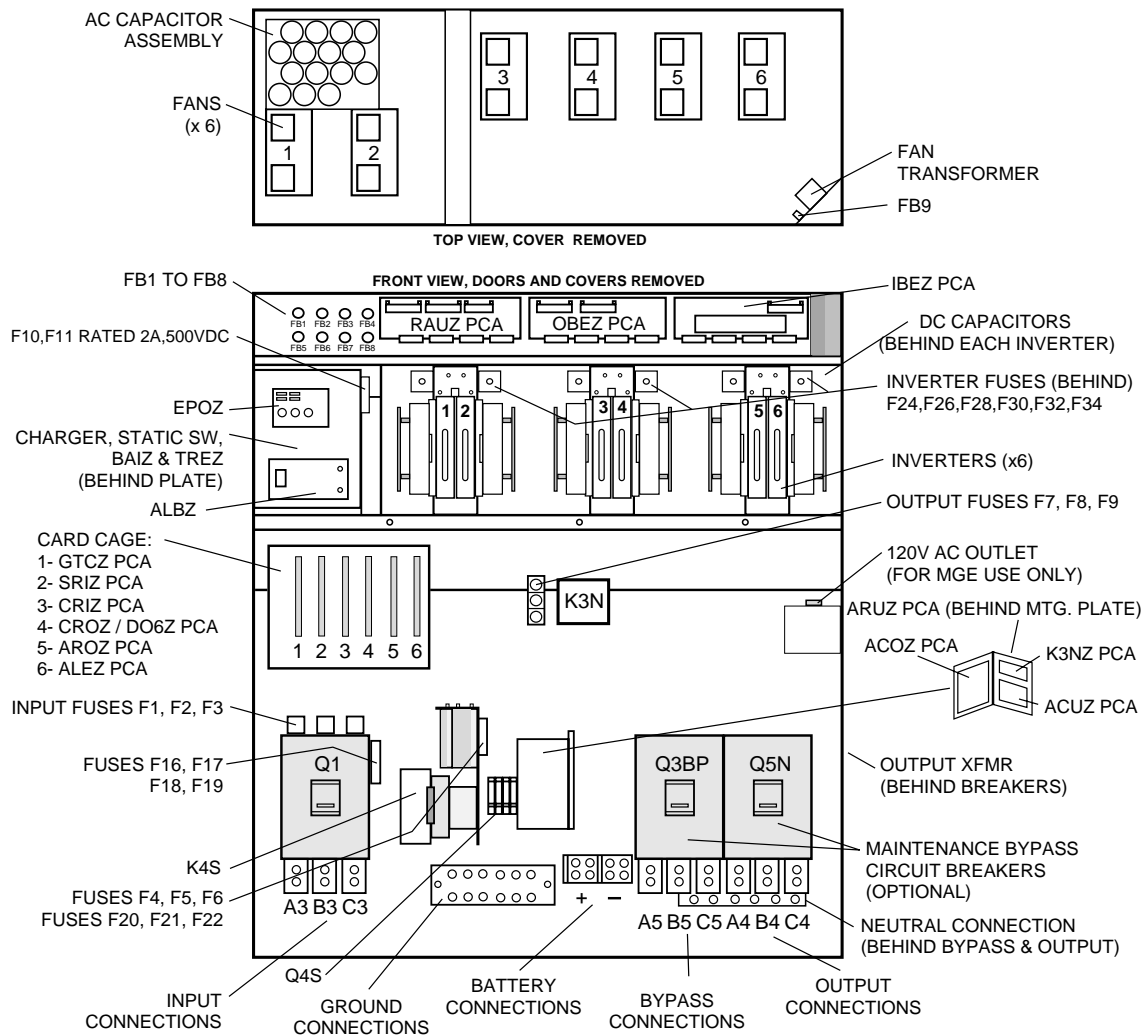 AC CAPACITOR
ASSEMBLY
FANS
(x 6)
1
2
3
4
5
6
FAN
TRANSFORMER
FB9
TOP VIEW, COVER REMOVED
FB1 TO FB8
FRONT VIEW, DOORS AND COVERS REMOVED
IBEZ PCA
FB1 FB2 FB3 FB4
FB5 FB6 FB7 FB8
RAUZ PCA
OBEZ PCA
F10,F11 RATED 2A,500VDC
DC CAPACITORS
(BEHIND EACH INVERTER)
EPOZ
1 2
3 4
5 6
INVERTER FUSES (BEHIND)
F24,F26,F28,F30,F32,F34
CHARGER, STATIC SW,
BAIZ & TREZ
(BEHIND PLATE)
INVERTERS (x6)
ALBZ
OUTPUT FUSES F7, F8, F9
CARD CAGE:
1- GTCZ PCA
2- SRIZ PCA
3- CRIZ PCA
4- CROZ / DO6Z PCA
5- AROZ PCA
6- ALEZ PCA
1 2 3 4 5 6
K3N
120V AC OUTLET
(FOR MGE USE ONLY)
ARUZ PCA (BEHIND MTG. PLATE)
ACOZ PCA
K3NZ PCA
ACUZ PCA
INPUT FUSES F1, F2, F3
FUSES F16, F17
F18, F19
Q1
Q3BP
Q5N
OUTPUT XFMR
(BEHIND BREAKERS)
K4S
MAINTENANCE BYPASS
CIRCUIT BREAKERS
(OPTIONAL)
FUSES F4, F5, F6
FUSES F20, F21, F22
A3 B3 C3
+ −
A5 B5 C5 A4 B4 C4
NEUTRAL CONNECTION
(BEHIND BYPASS & OUTPUT)
Q4S
INPUT
CONNECTIONS
GROUND
CONNECTIONS
BATTERY
CONNECTIONS
BYPASS
CONNECTIONS
OUTPUT
CONNECTIONS